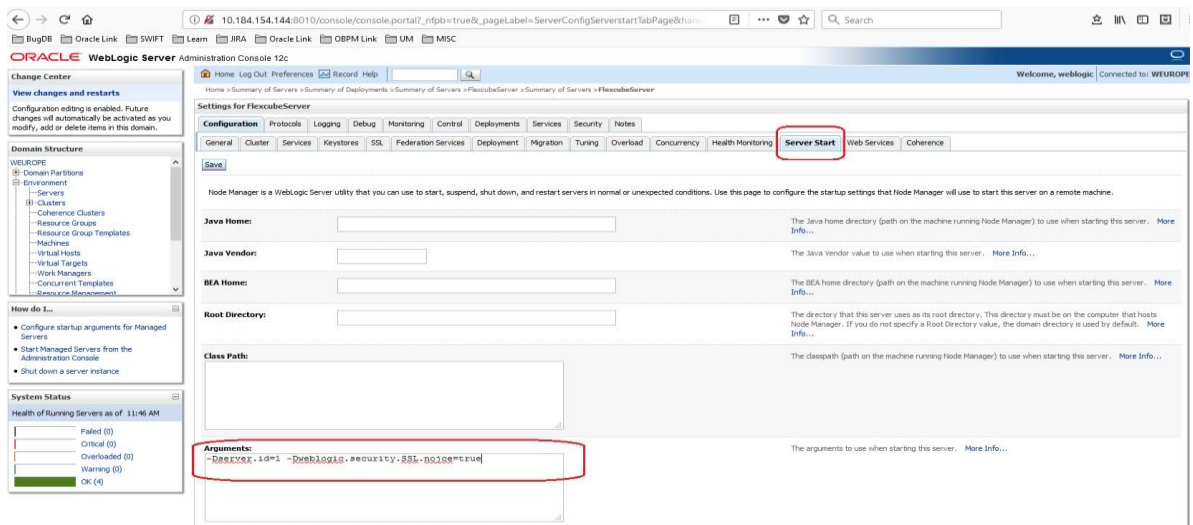 10.184.154.144:8010/console/console.portal?_nfpb=true&_pageLabel=ServerConfigServerstartTabPage&han
Search
BugDB Oracle Link SWIFT Learn JIRA Oracle Link OBPM Link UM MISC
ORACLE WebLogic Server Administration Console 12c
Change Center
View changes and restarts
Configuration editing is enabled. Future
changes will automatically be activated as you
modify, add or delete items in this domain.
Domain Structure
WEUROPE
Domain Partitions
Environment
Servers
Clusters
Coherence Clusters
Resource Groups
Resource Group Templates
Machines
Virtual Hosts
Virtual Targets
Work Managers
Concurrent Templates
Resource Management
How do I...
Configure startup arguments for Managed
Servers
Start Managed Servers from the
Administration Console
Shut down a server instance
System Status
Health of Running Servers as of 11:46 AM
Failed (0)
Critical (0)
Overloaded (0)
Warning (0)
OK (4)
Home Log Out Preferences Record Help
Welcome, weblogic Connected to: WEUROPE
Home >Summary of Servers >Summary of Deployments >Summary of Servers >FlexcubeServer >Summary of Servers >FlexcubeServer
Settings for FlexcubeServer
Configuration Protocols Logging Debug Monitoring Control Deployments Services Security Notes
General Cluster Services Keystores SSL Federation Services Deployment Migration Tuning Overload Concurrency Health Monitoring Server Start Web Services Coherence
Save
Node Manager is a WebLogic Server utility that you can use to start, suspend, shut down, and restart servers in normal or unexpected conditions. Use this page to configure the startup settings that Node Manager will use to start this server on a remote machine.
Java Home:
The Java home directory (path on the machine running Node Manager) to use when starting this server. More
Info...
Java Vendor:
The Java Vendor value to use when starting this server. More Info...
BEA Home:
The BEA home directory (path on the machine running Node Manager) to use when starting this server. More
Info...
Root Directory:
The directory that this server uses as its root directory. This directory must be on the computer that hosts
Node Manager. If you do not specify a Root Directory value, the domain directory is used by default. More
Info...
Class Path:
The classpath (path on the machine running Node Manager) to use when starting this server. More Info...
Arguments:
The arguments to use when starting this server. More Info...
-Dserver.id=1 -Dweblogic.security.SSL.nojce=true